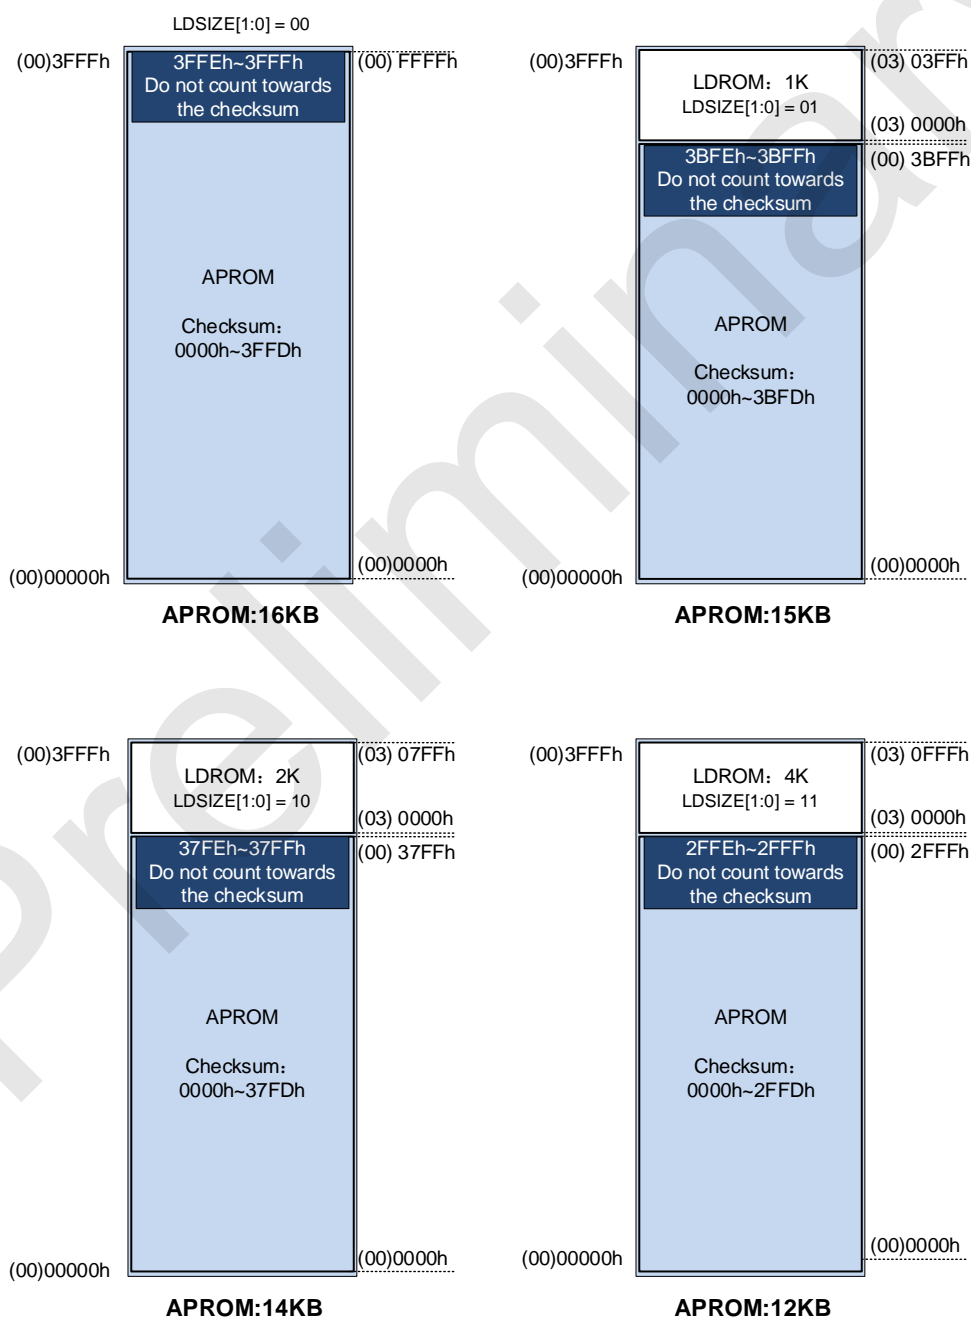 LDSIZE[1:0] = 00
(00)3FFFh
3FFEh~3FFFh
Do not count towards
the checksum
(00) FFFFh
APROM
Checksum：
0000h~3FFDh
(00)0000h
(00)00000h
APROM:16KB
(00)3FFFh
LDROM：1K
LDSIZE[1:0] = 01
(03) 03FFh
(03) 0000h
3BFEh~3BFFh
Do not count towards
the checksum
(00) 3BFFh
APROM
Checksum：
0000h~3BFDh
(00)0000h
(00)00000h
APROM:15KB
(00)3FFFh
LDROM：2K
LDSIZE[1:0] = 10
(03) 07FFh
(03) 0000h
37FEh~37FFh
Do not count towards
the checksum
(00) 37FFh
APROM
Checksum：
0000h~37FDh
(00)0000h
(00)00000h
APROM:14KB
(00)3FFFh
LDROM：4K
LDSIZE[1:0] = 11
(03) 0FFFh
(03) 0000h
2FFEh~2FFFh
Do not count towards
the checksum
(00) 2FFFh
APROM
Checksum：
0000h~2FFDh
(00)0000h
(00)00000h
APROM:12KB
Preliminar